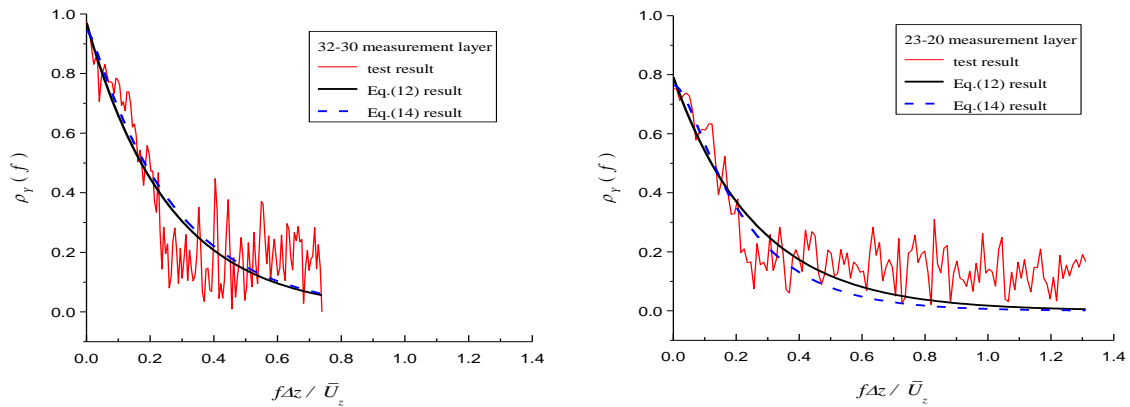 32-30 measurement layer
test result
Eq.(12) result
Eq.(14) result
ρ_Y (f)
1.0
0.8
0.6
0.4
0.2
0.0
0.0 0.2 0.4 0.6 0.8 1.0 1.2 1.4
fΔz / Ū_z
23-20 measurement layer
test result
Eq.(12) result
Eq.(14) result
ρ_Y (f)
1.0
0.8
0.6
0.4
0.2
0.0
0.0 0.2 0.4 0.6 0.8 1.0 1.2 1.4
fΔz / Ū_z